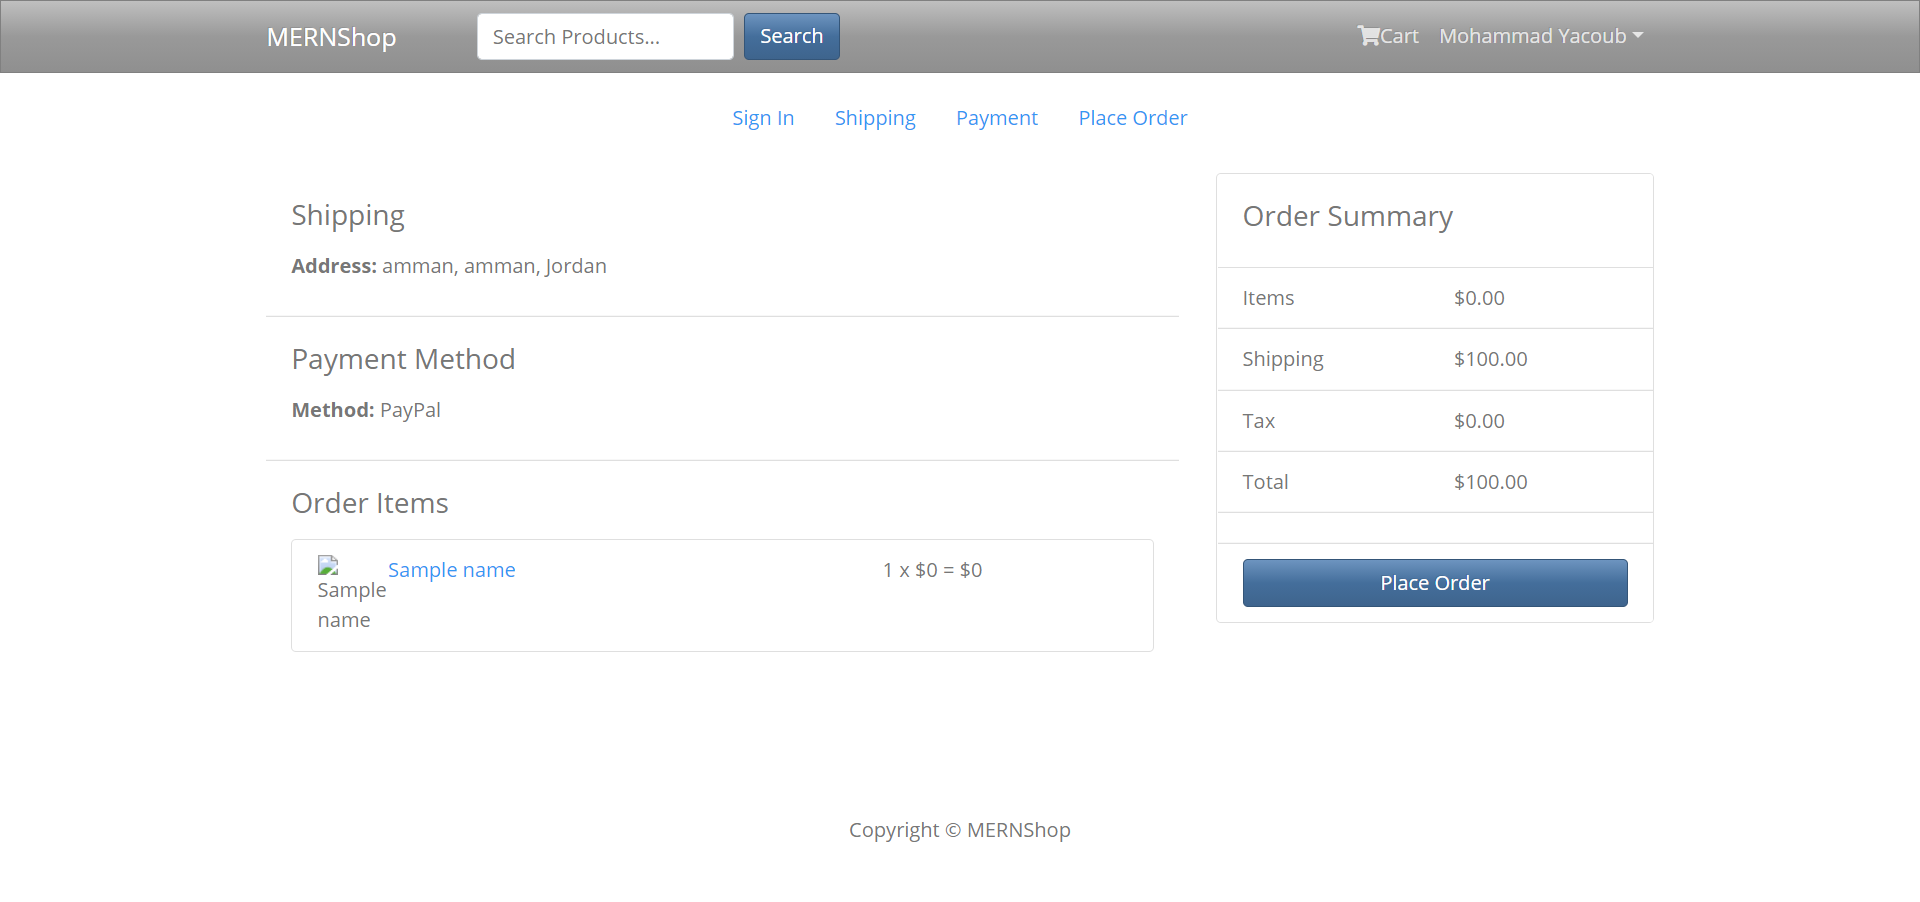 MERNShop
Search Products...
Search
Cart
Mohammad Yacoub
Sign In
Shipping
Payment
Place Order
Shipping
Address: amman, amman, Jordan
Payment Method
Method: PayPal
Order Items
Sample name
Sample name
1 x $0 = $0
Order Summary
Items $0.00
Shipping $100.00
Tax $0.00
Total $100.00
Place Order
Copyright © MERNShop